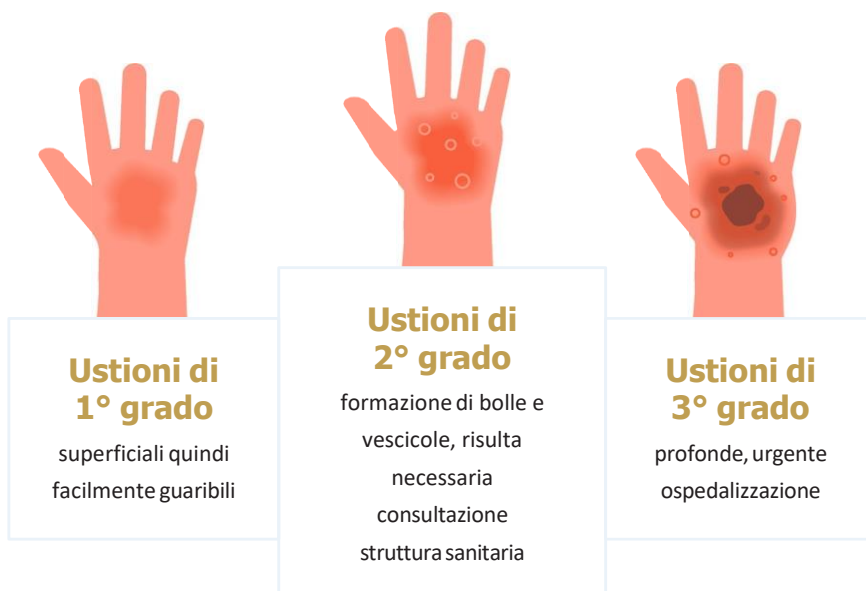 Ustioni di
1° grado
superficiali quindi
facilmente guaribili
Ustioni di
2° grado
formazione di bolle e
vescicole, risulta
necessaria
consultazione
struttura sanitaria
Ustioni di
3° grado
profonde, urgente
ospedalizzazione